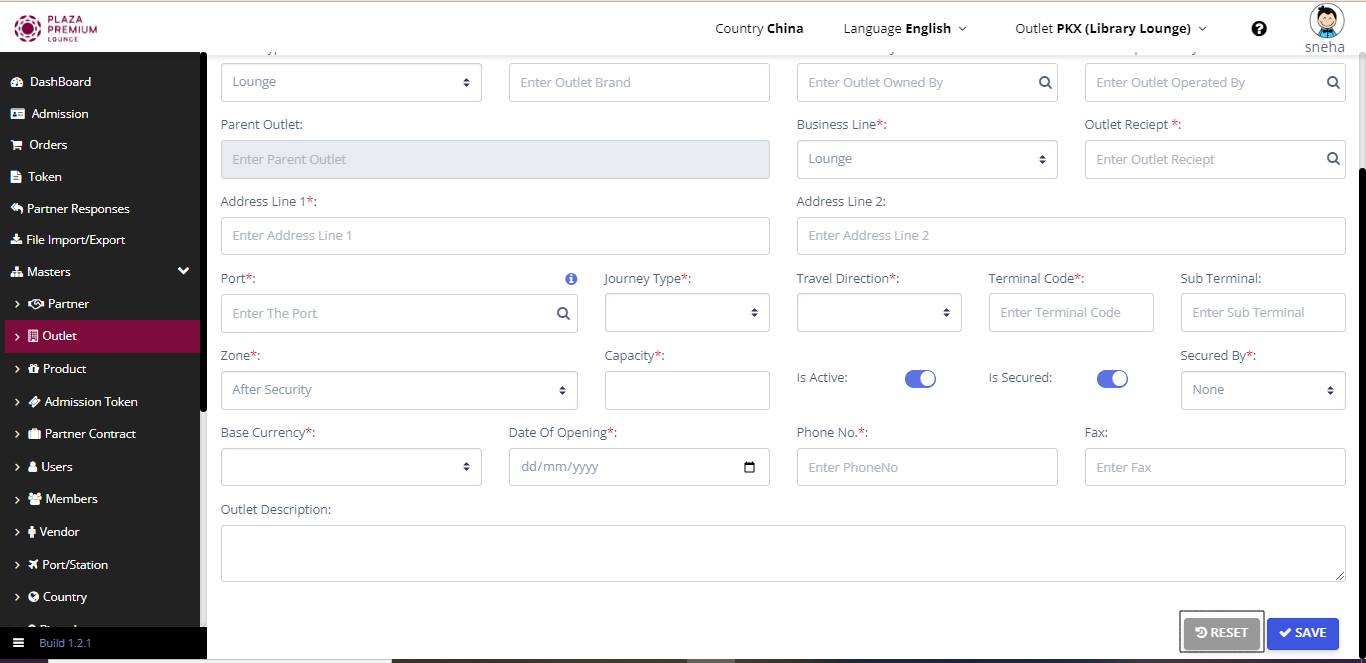 PLAZA
PREMIUM
LOUNGE
Country China
Language English
Outlet PKX (Library Lounge)
sneha
DashBoard
Admission
Orders
Token
Partner Responses
File Import/Export
Masters
Partner
Outlet
Product
Admission Token
Partner Contract
Users
Members
Vendor
Port/Station
Country
Build 1.2.1
Lounge
Enter Outlet Brand
Enter Outlet Owned By
Enter Outlet Operated By
Parent Outlet:
Business Line*:
Outlet Reciept *:
Enter Parent Outlet
Lounge
Enter Outlet Reciept
Address Line 1*:
Address Line 2:
Enter Address Line 1
Enter Address Line 2
Port*:
Journey Type*:
Travel Direction*:
Terminal Code*:
Sub Terminal:
Enter The Port
Enter Terminal Code
Enter Sub Terminal
Zone*:
Capacity*:
Is Active:
Is Secured:
Secured By*:
After Security
None
Base Currency*:
Date Of Opening*:
Phone No.*:
Fax:
dd/mm/yyyy
Enter PhoneNo
Enter Fax
Outlet Description:
RESET
SAVE